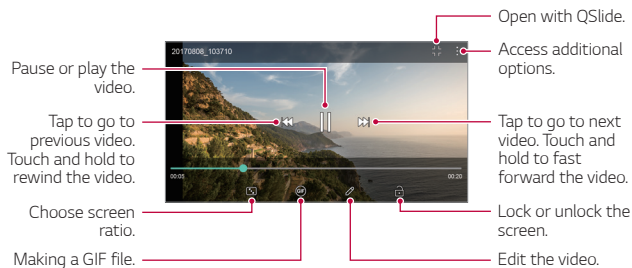 Open with QSlide.
20170808_103710
Access additional
options.
Pause or play the
video.
Tap to go to
previous video.
Touch and hold to
rewind the video.
Tap to go to next
video. Touch and
hold to fast
forward the video.
00:05
00:20
GIF
Choose screen
ratio.
Lock or unlock the
screen.
Making a GIF file.
Edit the video.